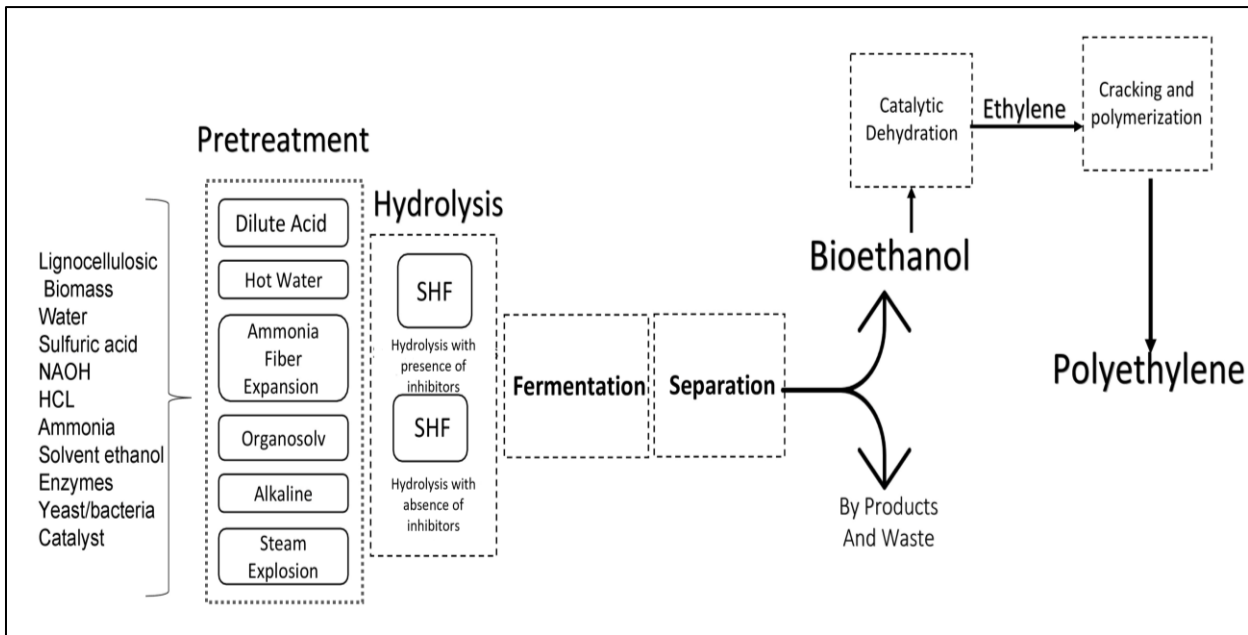 Lignocellulosic
Biomass
Water
Sulfuric acid
NAOH
HCL
Ammonia
Solvent ethanol
Enzymes
Yeast/bacteria
Catalyst
Pretreatment
Dilute Acid
Hot Water
Ammonia
Fiber
Expansion
Organosolv
Alkaline
Steam
Explosion
Hydrolysis
SHF
Hydrolysis with
presence of
inhibitors
SHF
Hydrolysis with
absence of
inhibitors
Fermentation
Separation
Bioethanol
By Products
And Waste
Catalytic
Dehydration
Ethylene
Cracking and
polymerization
Polyethylene